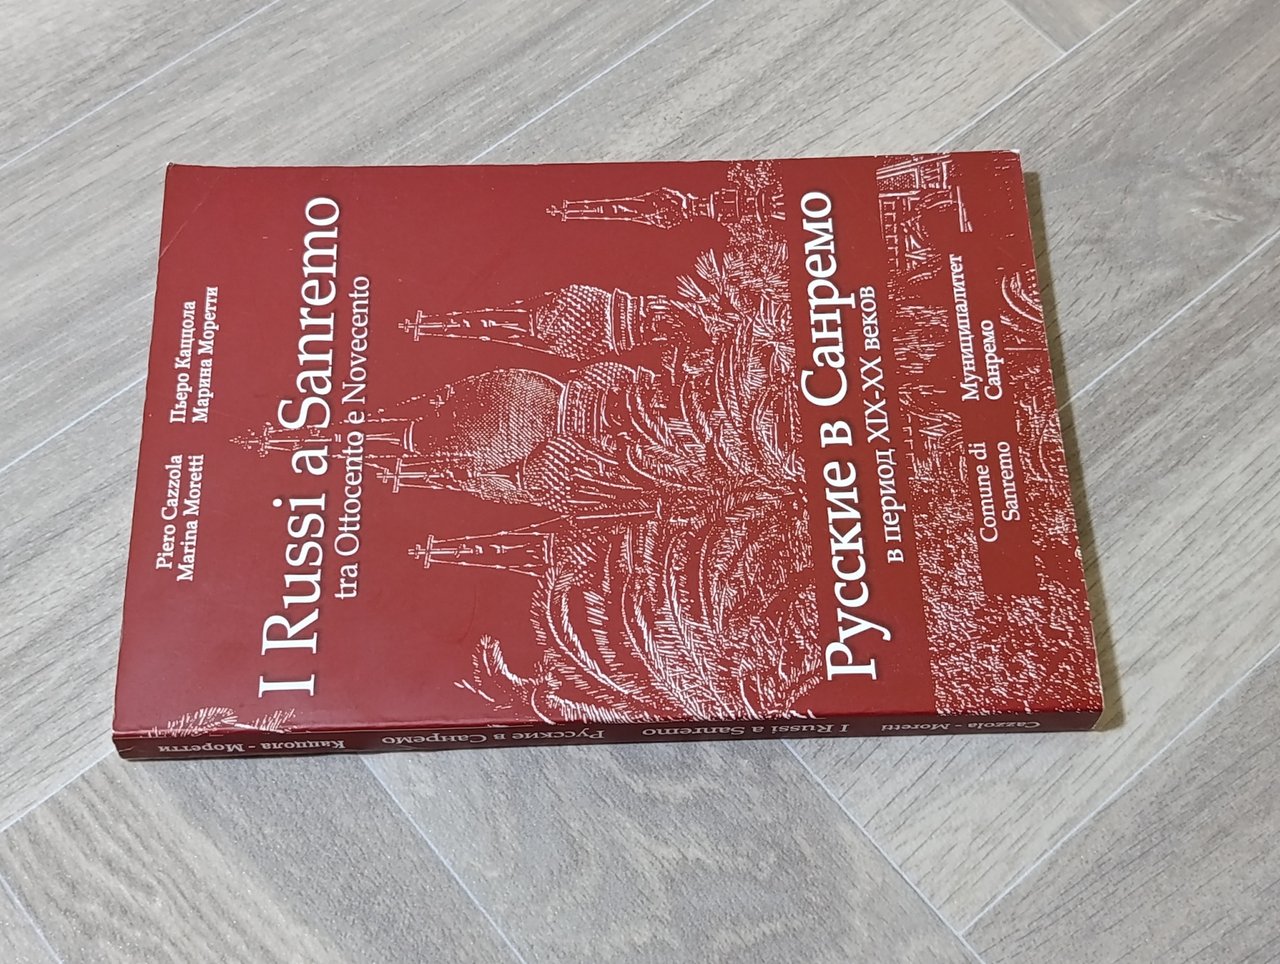 Piero Cazzola
Marina Moretti
Пьеро Каццола
Марина Моретти
I Russi a Sanremo
tra Ottocento e Novecento
Русские в Санремо
в период XIX-XX веков
Comune di
Sanremo
Муниципалитет
Санремо
Каццола - Моретти
Русские в Санремо
I Russi a Sanremo
Cazzola - Moretti